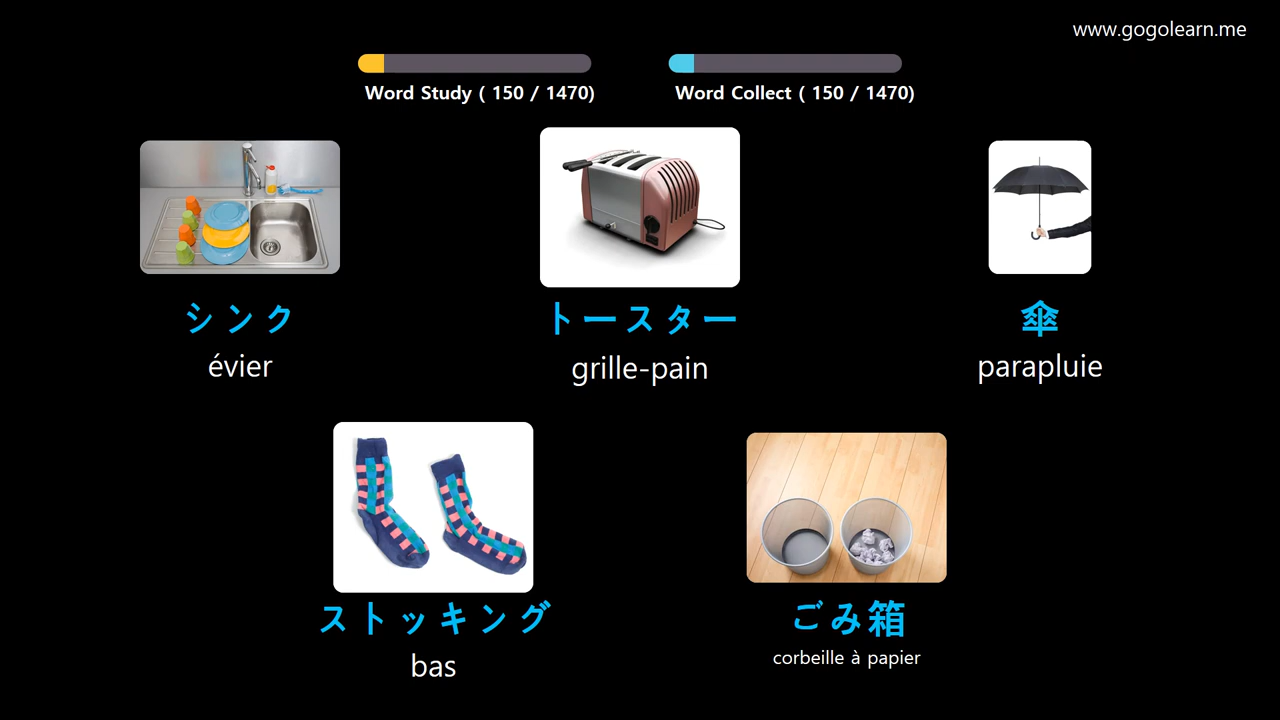 www.gogolearn.me
Word Study ( 150 / 1470)
Word Collect ( 150 / 1470)
シンク
トースター
傘
évier
grille-pain
parapluie
ストッキング
ごみ箱
bas
corbeille à papier